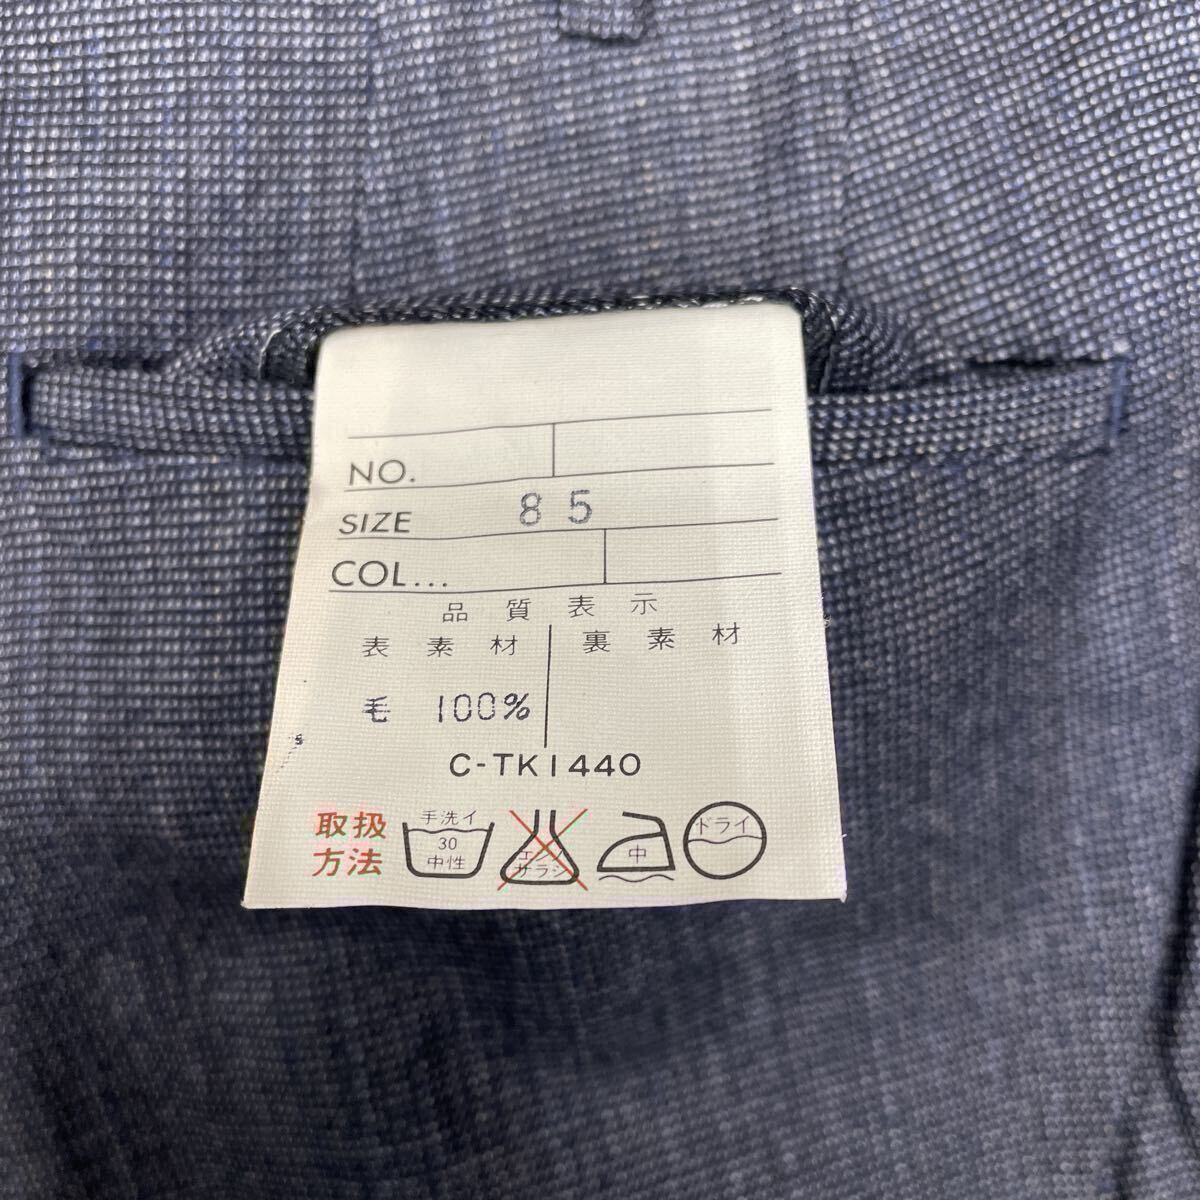 NO.
SIZE 85
COL...
品質表示
表素材 裏素材
毛 100%
C-TK1440
取扱方法
手洗イ
30
中性
エンソ
サラシ
中
ドライ